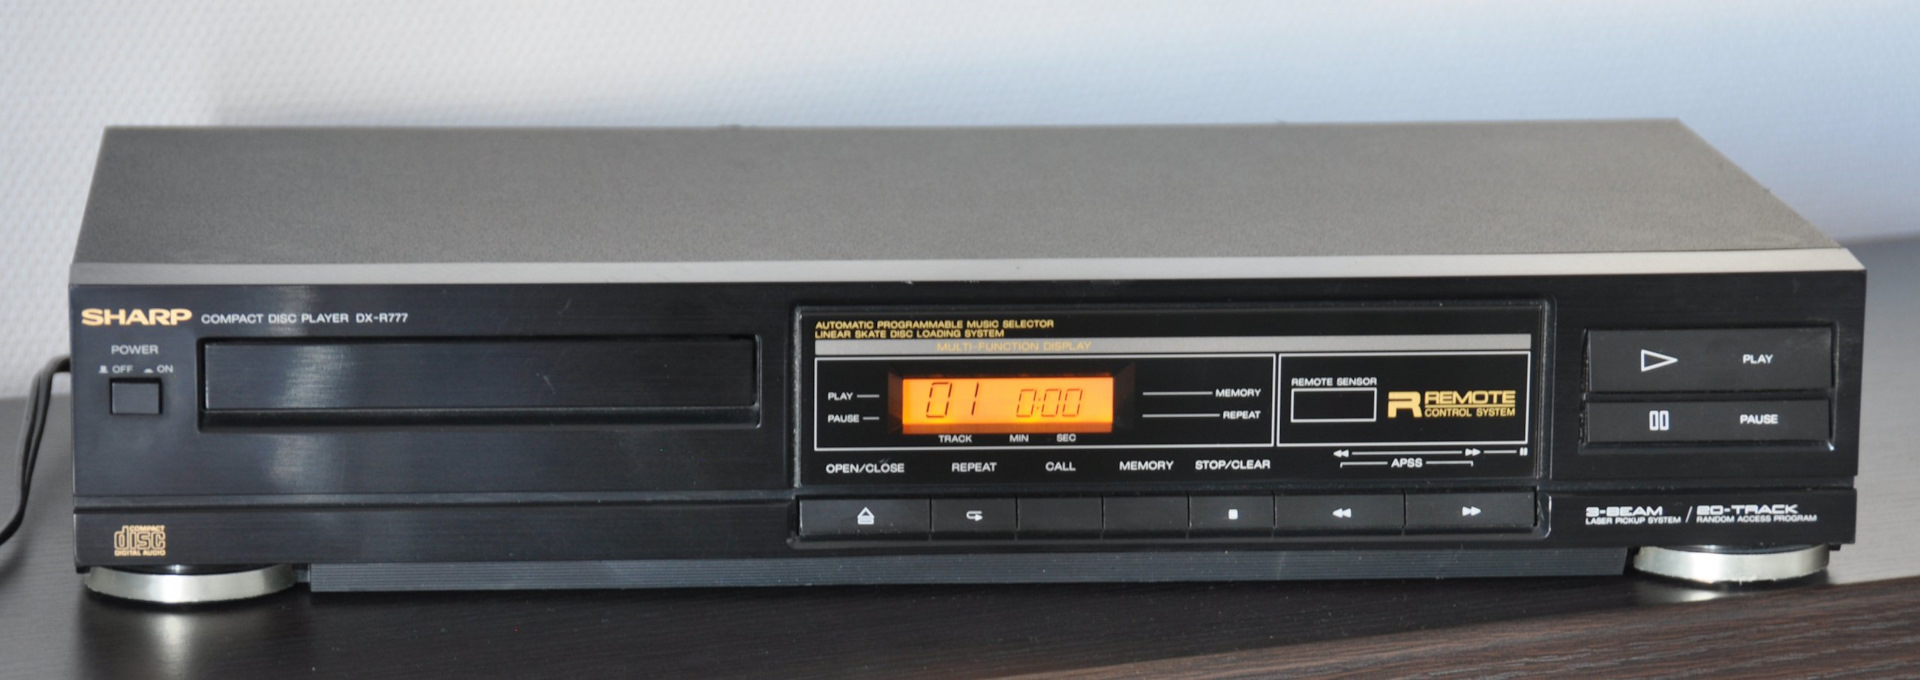 SHARP COMPACT DISC PLAYER DX-R777
POWER
OFF ON
COMPACT
disc
DIGITAL AUDIO
AUTOMATIC PROGRAMMABLE MUSIC SELECTOR
LINEAR SKATE DISC LOADING SYSTEM
MULTI-FUNCTION DISPLAY
PLAY
PAUSE
01 0:00
TRACK MIN SEC
MEMORY
REPEAT
REMOTE SENSOR
R REMOTE
CONTROL SYSTEM
OPEN/CLOSE REPEAT CALL MEMORY STOP/CLEAR APSS
PLAY
PAUSE
3-BEAM / 20-TRACK
LASER PICKUP SYSTEM RANDOM ACCESS PROGRAM